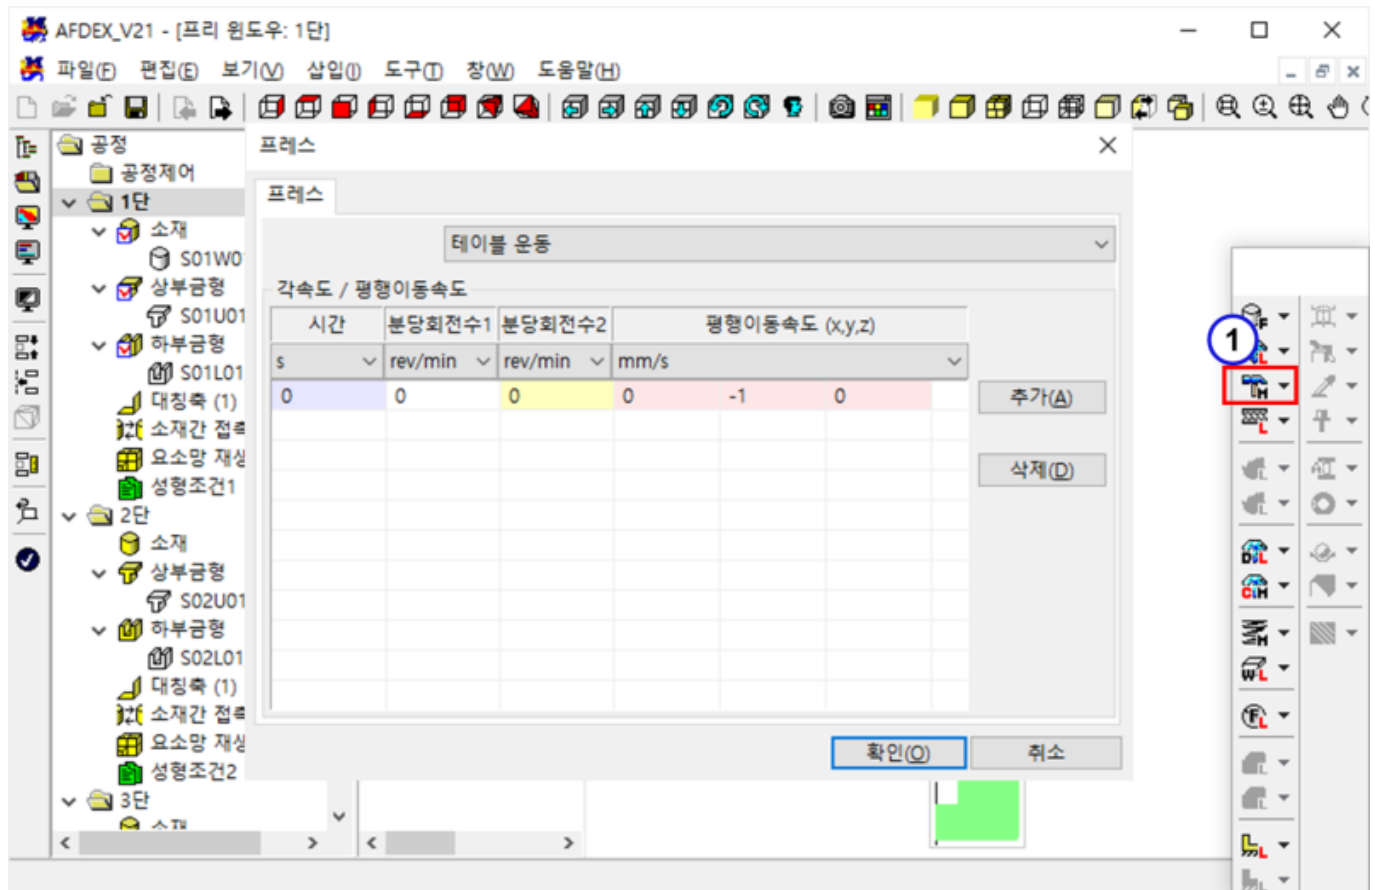 AFDEX_V21 - [프리 윈도우: 1단]
파일(F) 편집(E) 보기(V) 삽입(I) 도구(T) 창(W) 도움말(H)
공정
공정제어
1단
소재
S01W0
상부금형
S01U01
하부금형
S01L01
대칭축 (1)
소재간 접촉
요소망 재생
성형조건1
2단
소재
상부금형
S02U01
하부금형
S02L01
대칭축 (1)
소재간 접촉
요소망 재생
성형조건2
3단
소재
프레스
프레스
테이블 운동
각속도 / 평행이동속도
시간 분당회전수1 분당회전수2 평행이동속도 (x,y,z)
s rev/min rev/min mm/s
0 0 0 0 -1 0
추가(A)
삭제(D)
확인(O) 취소
1